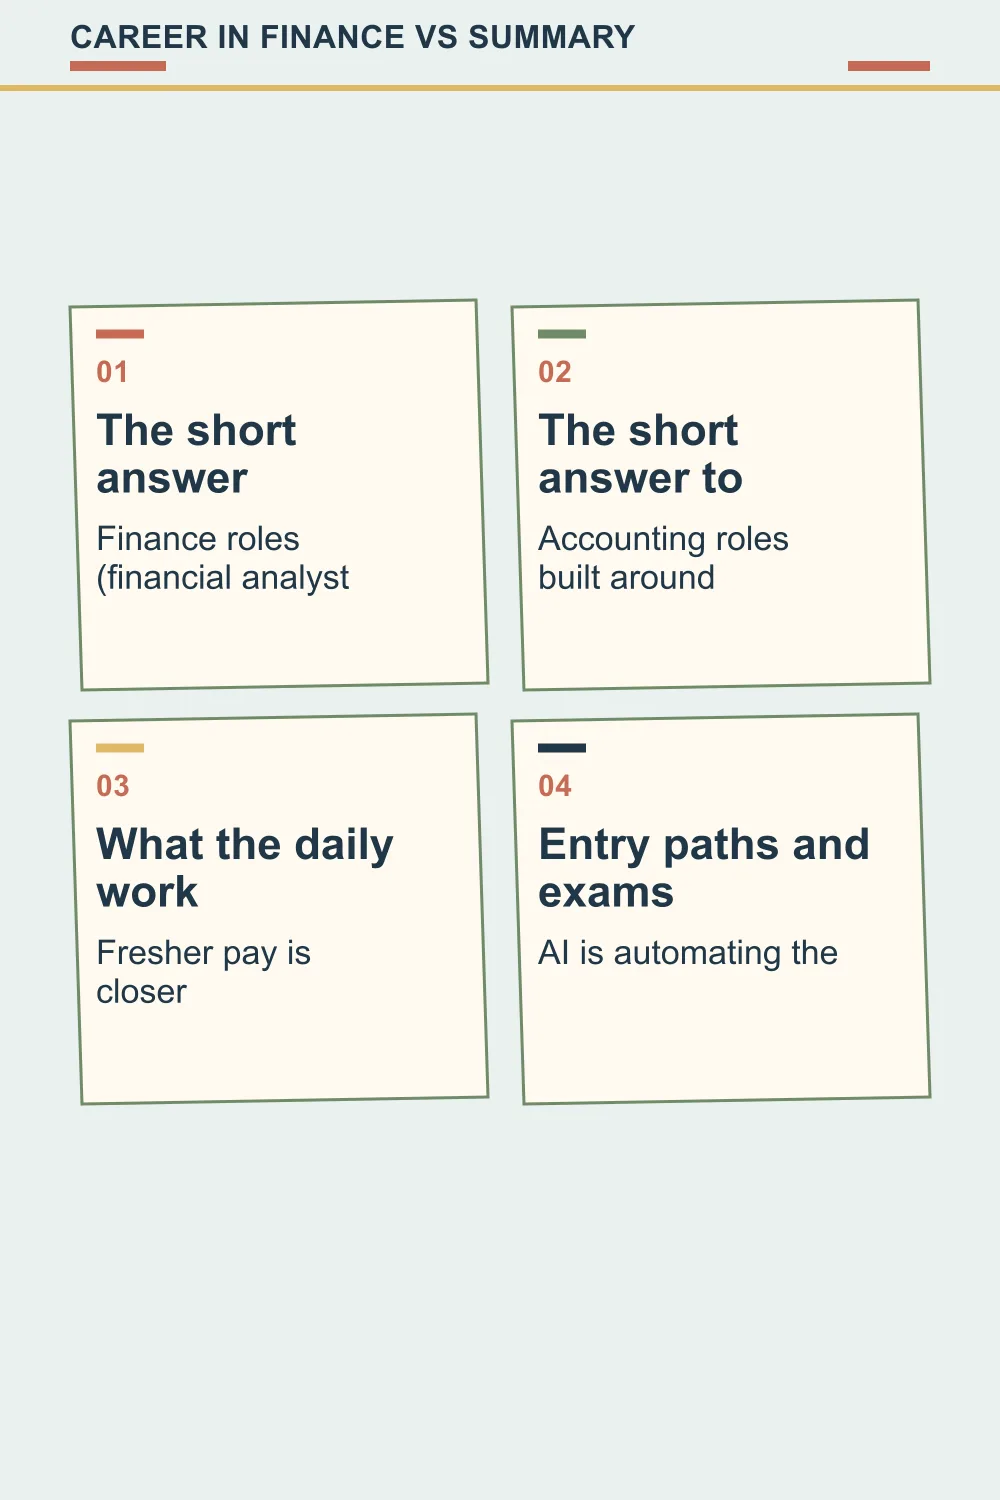 CAREER IN FINANCE VS SUMMARY
01
The short
answer
Finance roles
(financial analyst
02
The short
answer to
Accounting roles
built around
03
What the daily
work
Fresher pay is
closer
04
Entry paths and
exams
AI is automating the